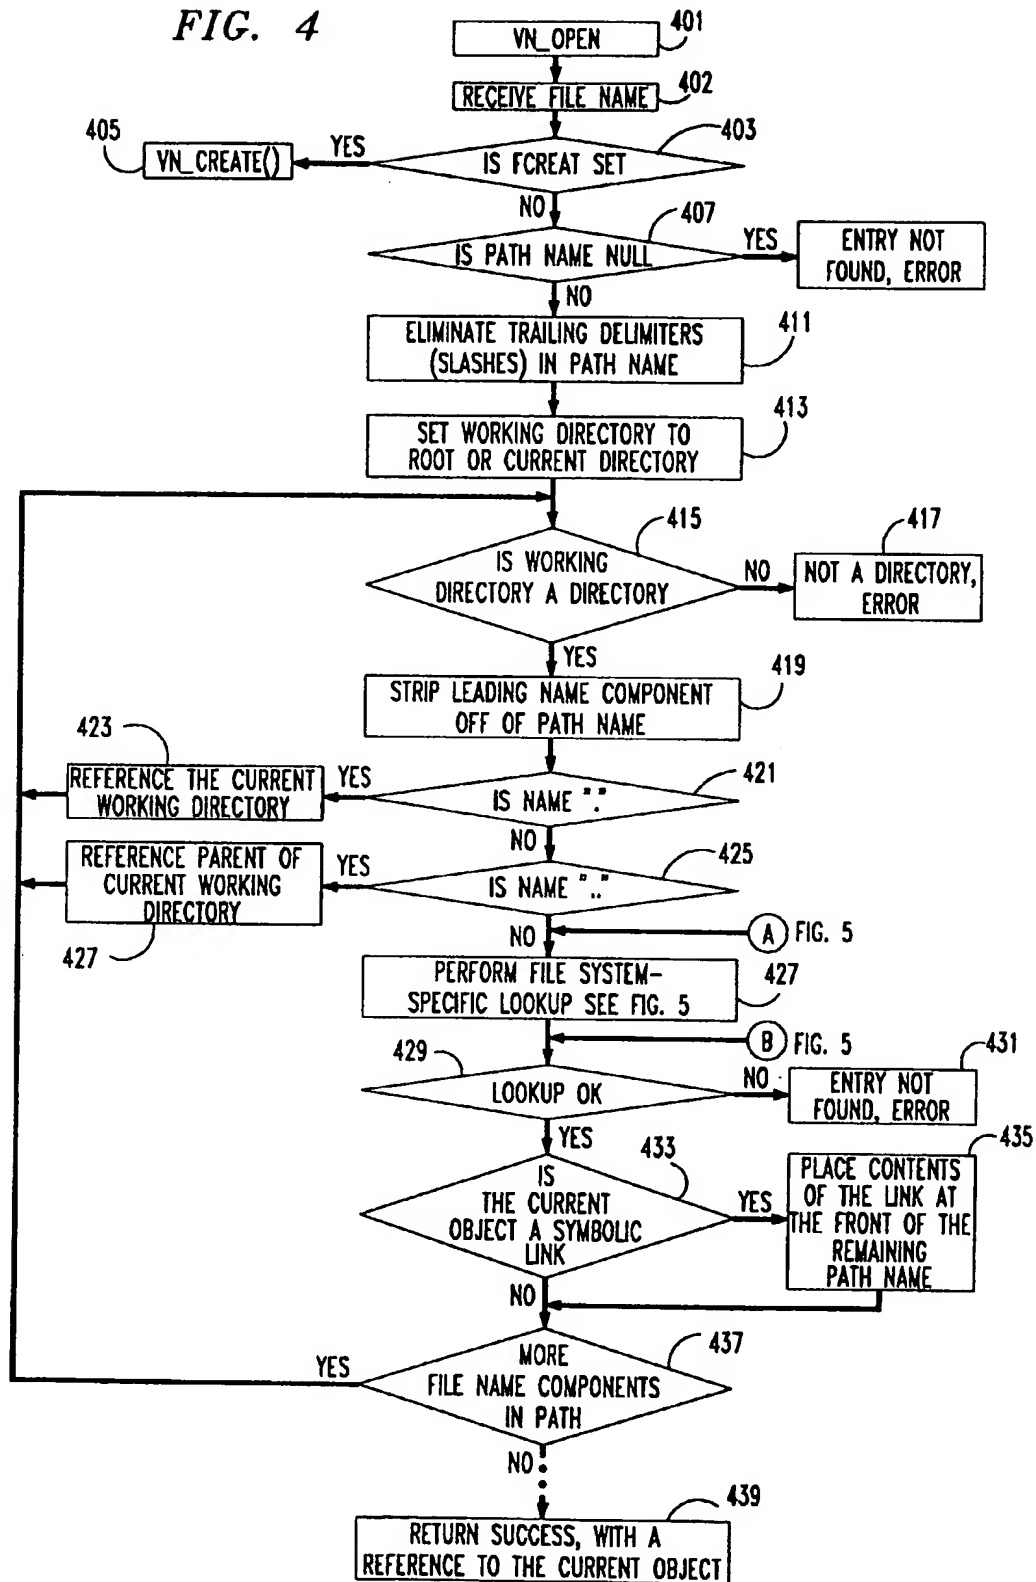 FIG. 4
VN_OPEN
401
RECEIVE FILE NAME
402
403
405
YES
VN_CREATE()
IS FCREAT SET
NO
407
IS PATH NAME NULL
YES
ENTRY NOT
FOUND, ERROR
NO
ELIMINATE TRAILING DELIMITERS
(SLASHES) IN PATH NAME
411
413
SET WORKING DIRECTORY TO
ROOT OR CURRENT DIRECTORY
415
417
IS WORKING
DIRECTORY A DIRECTORY
NO
NOT A DIRECTORY,
ERROR
YES
419
STRIP LEADING NAME COMPONENT
OFF OF PATH NAME
423
REFERENCE THE CURRENT
WORKING DIRECTORY
YES
IS NAME "."
421
NO
425
REFERENCE PARENT OF
CURRENT WORKING
DIRECTORY
YES
IS NAME ".."
427
NO
A
FIG. 5
PERFORM FILE SYSTEM-
SPECIFIC LOOKUP SEE FIG. 5
427
B
FIG. 5
429
LOOKUP OK
NO
431
ENTRY NOT
FOUND, ERROR
YES
433
435
IS
THE CURRENT
OBJECT A SYMBOLIC
LINK
YES
PLACE CONTENTS
OF THE LINK AT
THE FRONT OF THE
REMAINING
PATH NAME
NO
437
YES
MORE
FILE NAME COMPONENTS
IN PATH
NO
439
RETURN SUCCESS, WITH A
REFERENCE TO THE CURRENT OBJECT